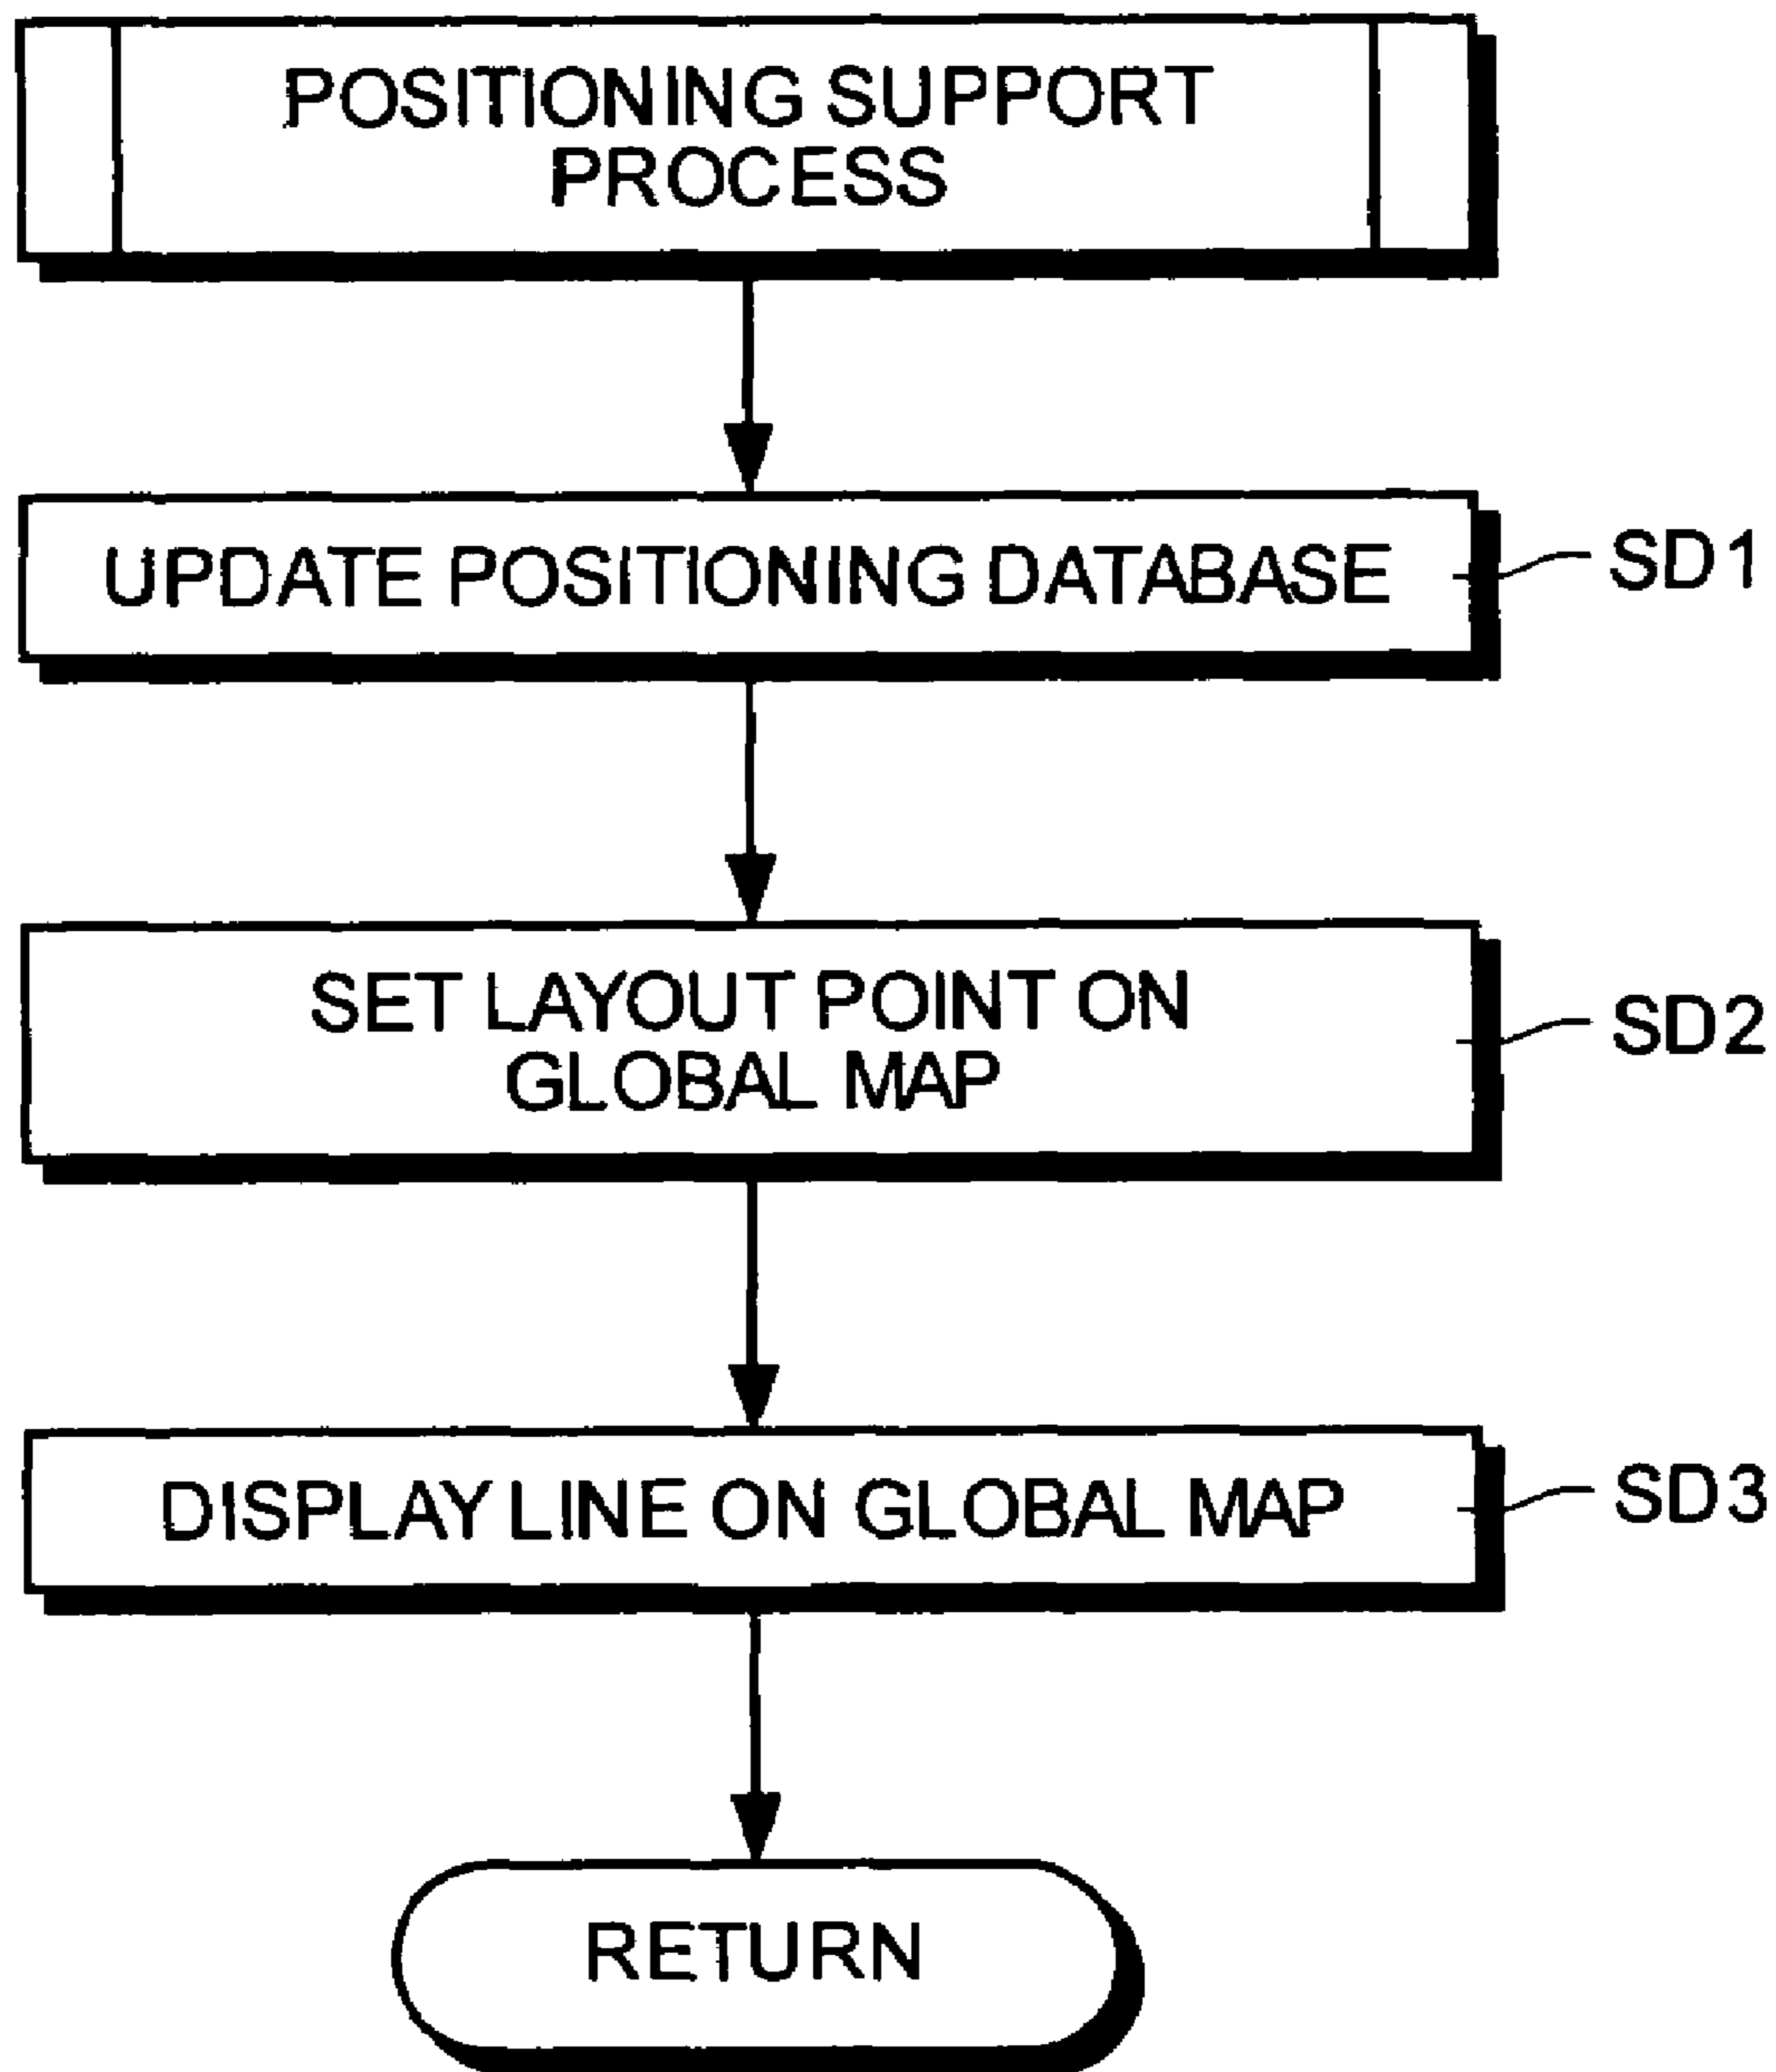 POSITIONING SUPPORT
PROCESS
UPDATE POSITIONING DATABASE
SD1
SET LAYOUT POINT ON
GLOBAL MAP
SD2
DISPLAY LINE ON GLOBAL MAP
SD3
RETURN